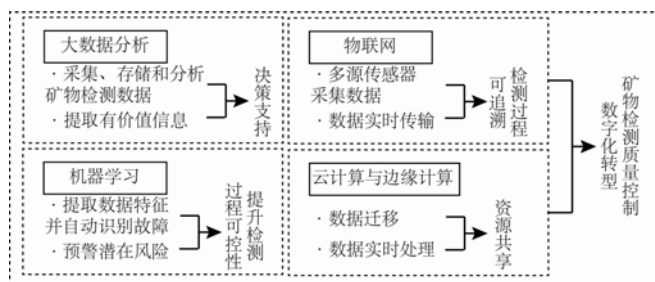 大数据分析
·采集、存储和分析
矿物检测数据
·提取有价值信息
决策支持
物联网
·多源传感器
采集数据
·数据实时传输
检测过程
可追溯
机器学习
·提取数据特征
并自动识别故障
·预警潜在风险
提升检测
过程可控性
云计算与边缘计算
·数据迁移
·数据实时处理
资源共享
矿物检测质量控制
数字化转型